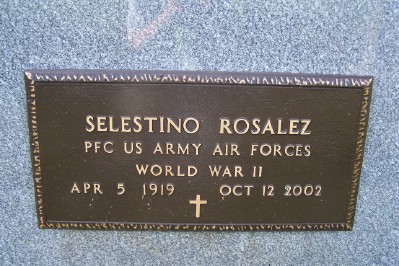 SELESTINO ROSALEZ
PFC US ARMY AIR FORCES
WORLD WAR II
APR 5 1919 OCT 12 2002